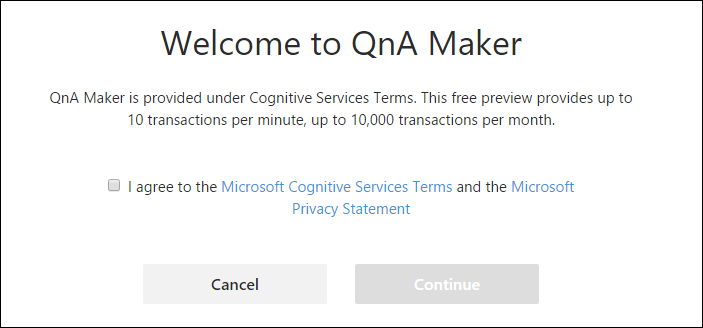 Welcome to QnA Maker
QnA Maker is provided under Cognitive Services Terms. This free preview provides up to
10 transactions per minute, up to 10,000 transactions per month.
I agree to the Microsoft Cognitive Services Terms and the Microsoft
Privacy Statement
Cancel
Continue